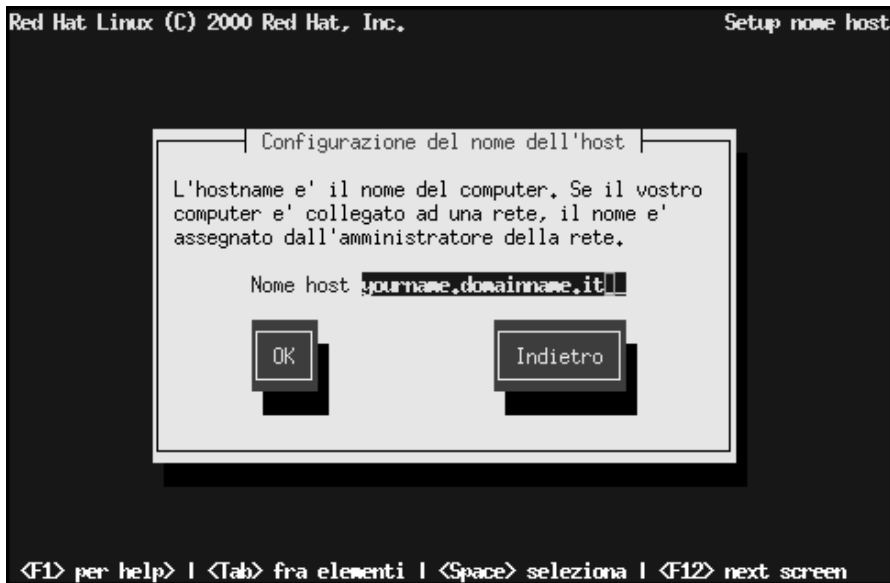 Red Hat Linux (C) 2000 Red Hat, Inc. Setup nome host
Configurazione del nome dell'host
L'hostname e' il nome del computer. Se il vostro
computer e' collegato ad una rete, il nome e'
assegnato dall'amministratore della rete.
Nome host yourname.domainname.it
OK Indietro
<F1> per help> | <Tab> fra elementi | <Space> seleziona | <F12> next screen